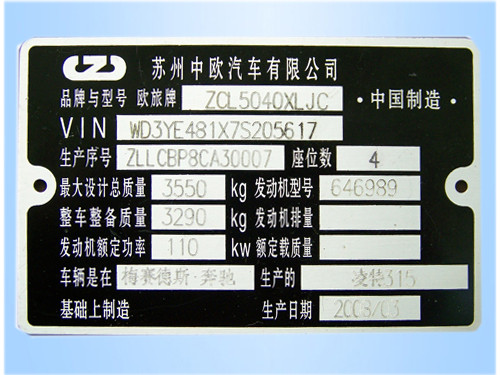 苏州中欧汽车有限公司
品牌与型号 欧旅牌 ZCL5040XLJC ·中国制造·
VIN WD3YE481X7S205617
生产序号 ZLLCBP8CA30007 座位数 4
最大设计总质量 3550 kg 发动机型号 646989
整车整备质量 3290 kg 发动机排量
发动机额定功率 110 kw 额定载质量
车辆是在 梅赛德斯·奔驰 生产的 凌特315
基础上制造 生产日期 2008/03